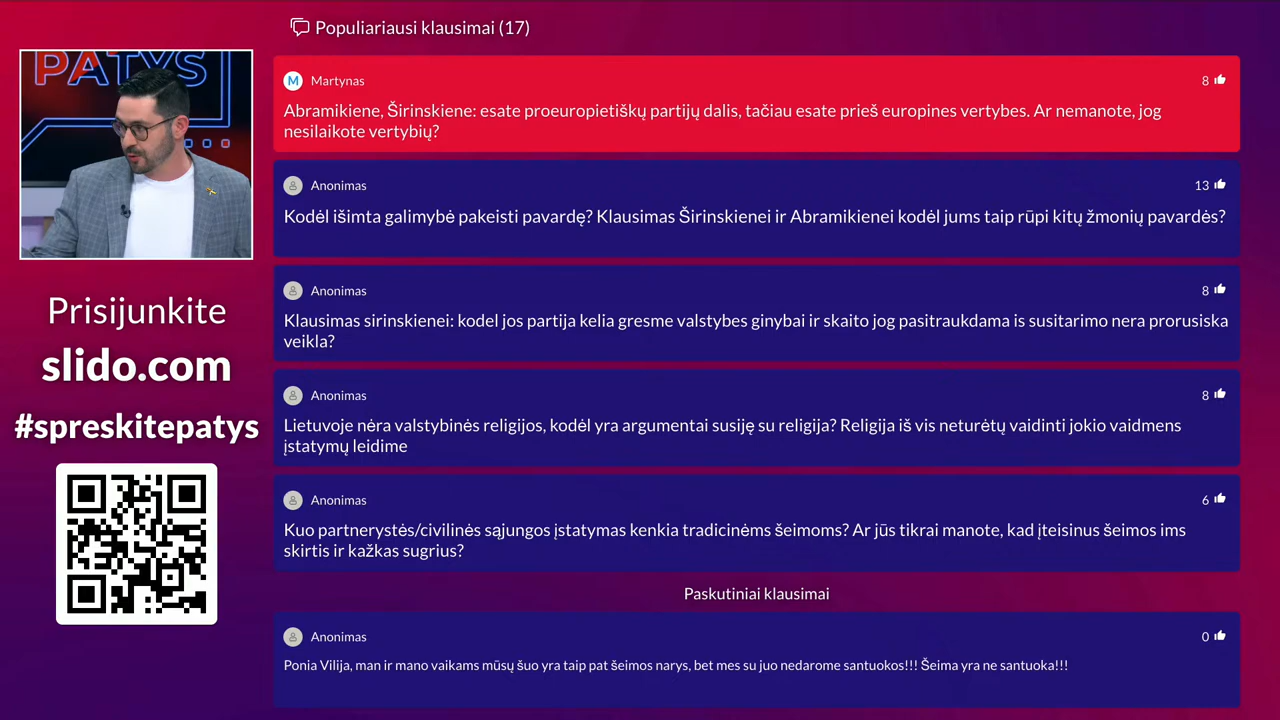 Populiariausi klausimai (17)
PATYS
M Martynas 8
Abramikiene, Širinskiene: esate proeuropietiškų partijų dalis, tačiau esate prieš europines vertybes. Ar nemanote, jog
nesilaikote vertybių?
Anonimas 13
Kodėl išimta galimybė pakeisti pavardę? Klausimas Širinskienei ir Abramikienei kodėl jums taip rūpi kitų žmonių pavardės?
Anonimas 8
Klausimas sirinskienei: kodel jos partija kelia gresme valstybes ginybai ir skaito jog pasitraukdama is susitarimo nera prorusiska
veikla?
Anonimas 8
Lietuvoje nėra valstybinės religijos, kodėl yra argumentai susiję su religija? Religija iš vis neturėtų vaidinti jokio vaidmens
įstatymų leidime
Anonimas 6
Kuo partnerystės/civilinės sąjungos įstatymas kenkia tradicinėms šeimoms? Ar jūs tikrai manote, kad įteisinus šeimos ims
skirtis ir kažkas sugrius?
Paskutiniai klausimai
Anonimas 0
Ponia Vilija, man ir mano vaikams mūsų šuo yra taip pat šeimos narys, bet mes su juo nedarome santuokos!!! Šeima yra ne santuoka!!!
Prisijunkite
slido.com
#spreskitepatys